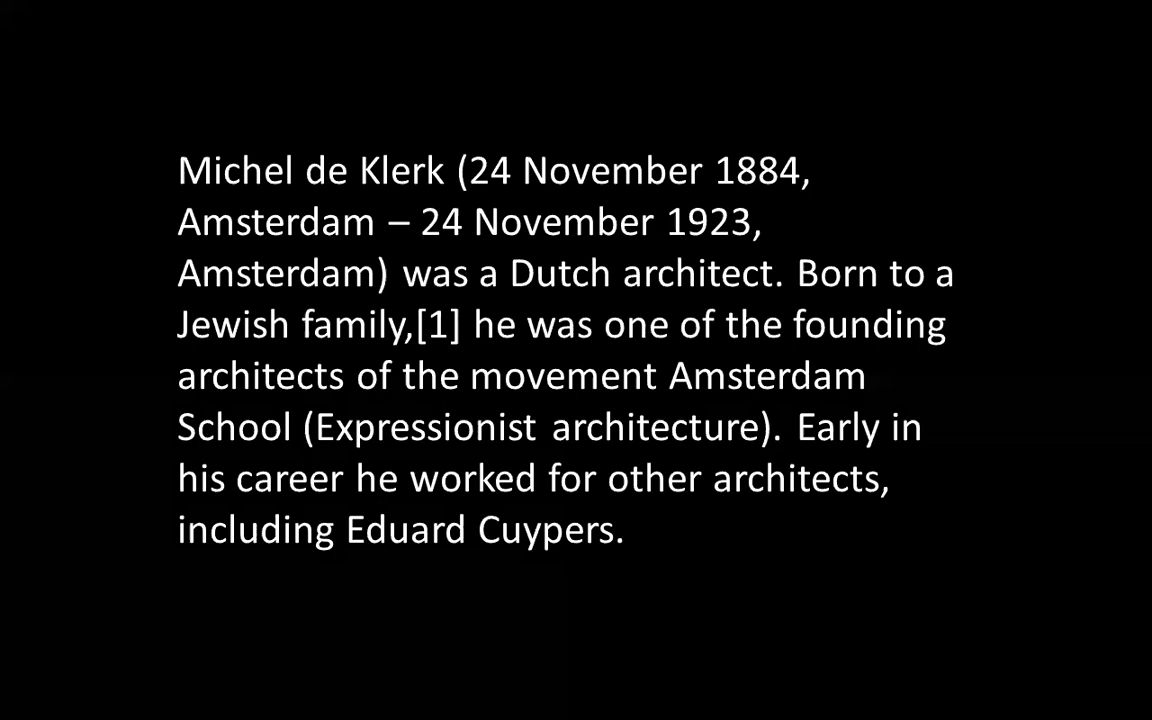 Michel de Klerk (24 November 1884,
Amsterdam – 24 November 1923,
Amsterdam) was a Dutch architect. Born to a
Jewish family,[1] he was one of the founding
architects of the movement Amsterdam
School (Expressionist architecture). Early in
his career he worked for other architects,
including Eduard Cuypers.